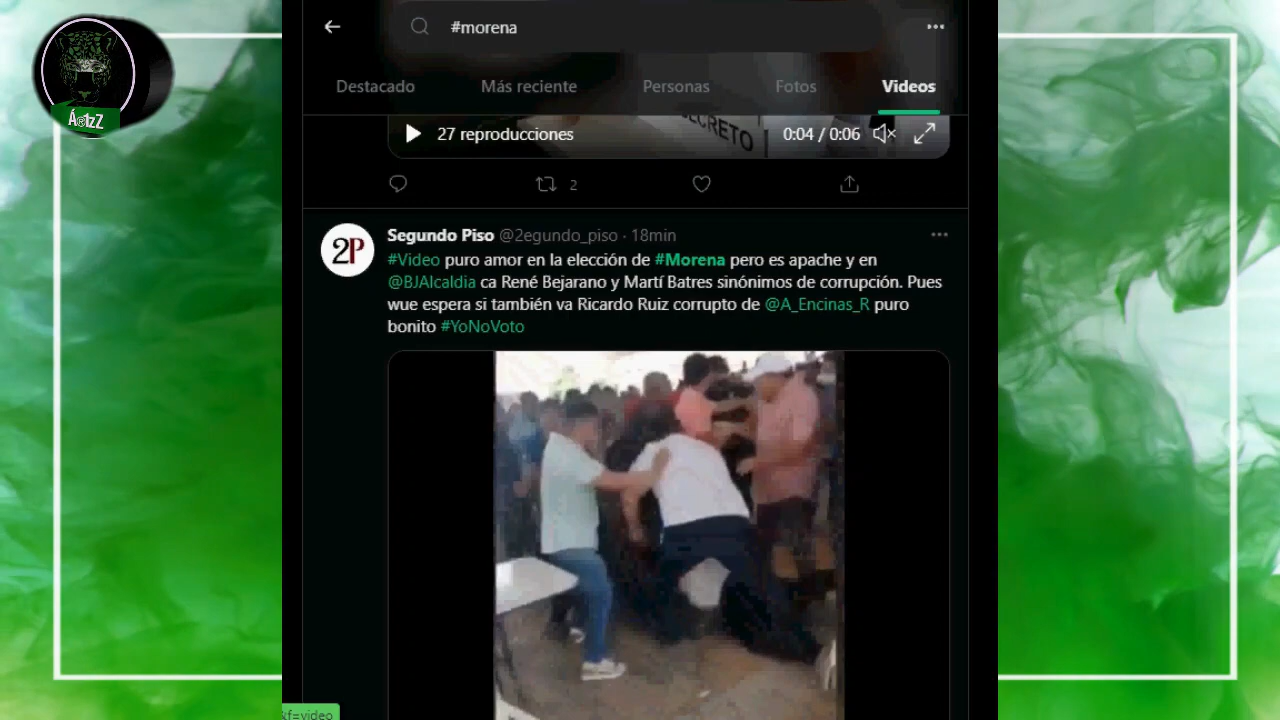 #morena
Destacado Más reciente Personas Fotos Videos
27 reproducciones 0:04 / 0:06
SECRETO
2
2P
Segundo Piso @2egundo_piso · 18min
#Video puro amor en la elección de #Morena pero es apache y en
@BJAlcaldia ca René Bejarano y Martí Batres sinónimos de corrupción. Pues
wue espera si también va Ricardo Ruiz corrupto de @A_Encinas_R puro
bonito #YoNoVoto
&f=video